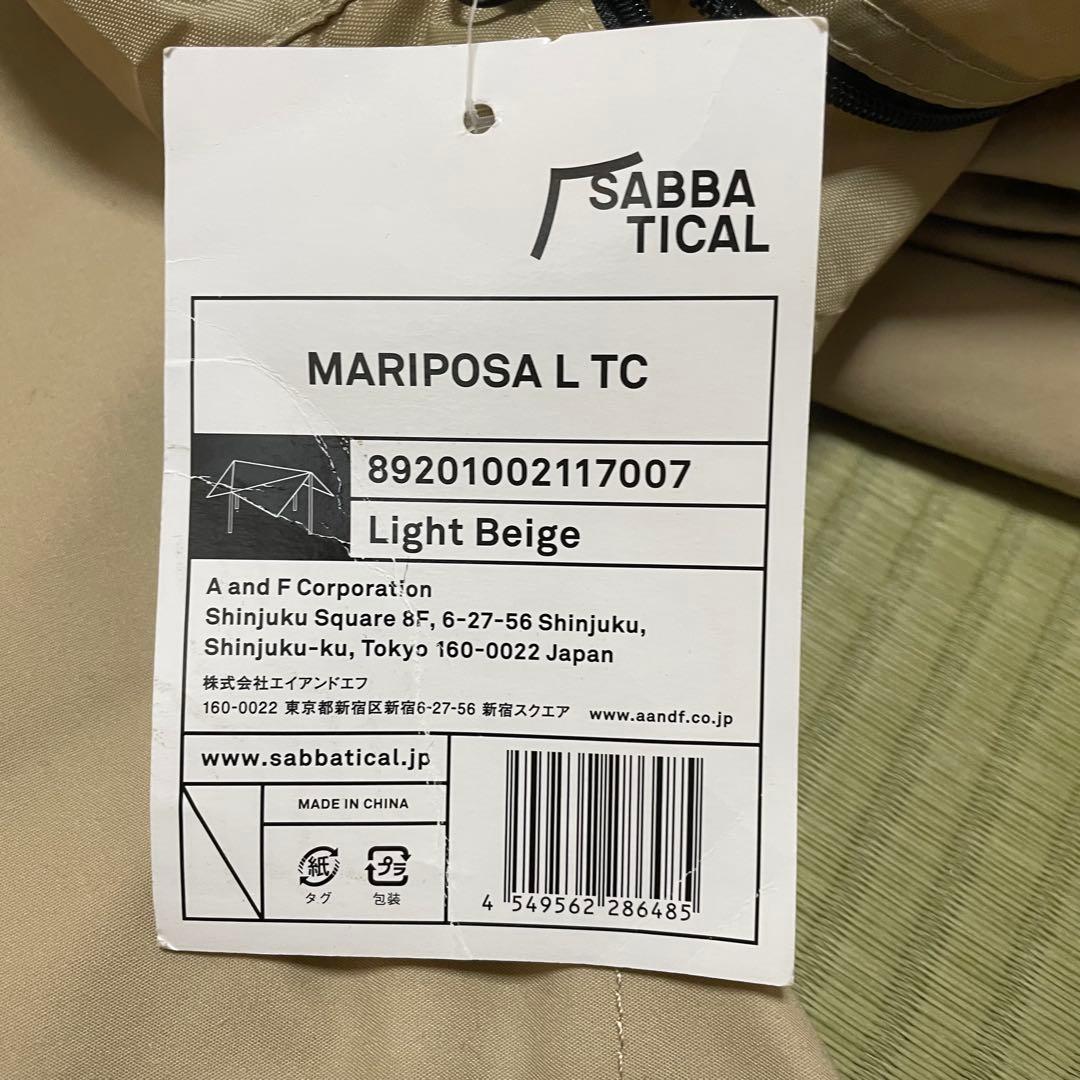 SABBA
TICAL
MARIPOSA L TC
89201002117007
Light Beige
A and F Corporation
Shinjuku Square 8F, 6-27-56 Shinjuku,
Shinjuku-ku, Tokyo 160-0022 Japan
株式会社エイアンドエフ
160-0022 東京都新宿区新宿6-27-56 新宿スクエア www.aandf.co.jp
www.sabbatical.jp
MADE IN CHINA
紙 プラ
タグ 包装
4 549562 286485